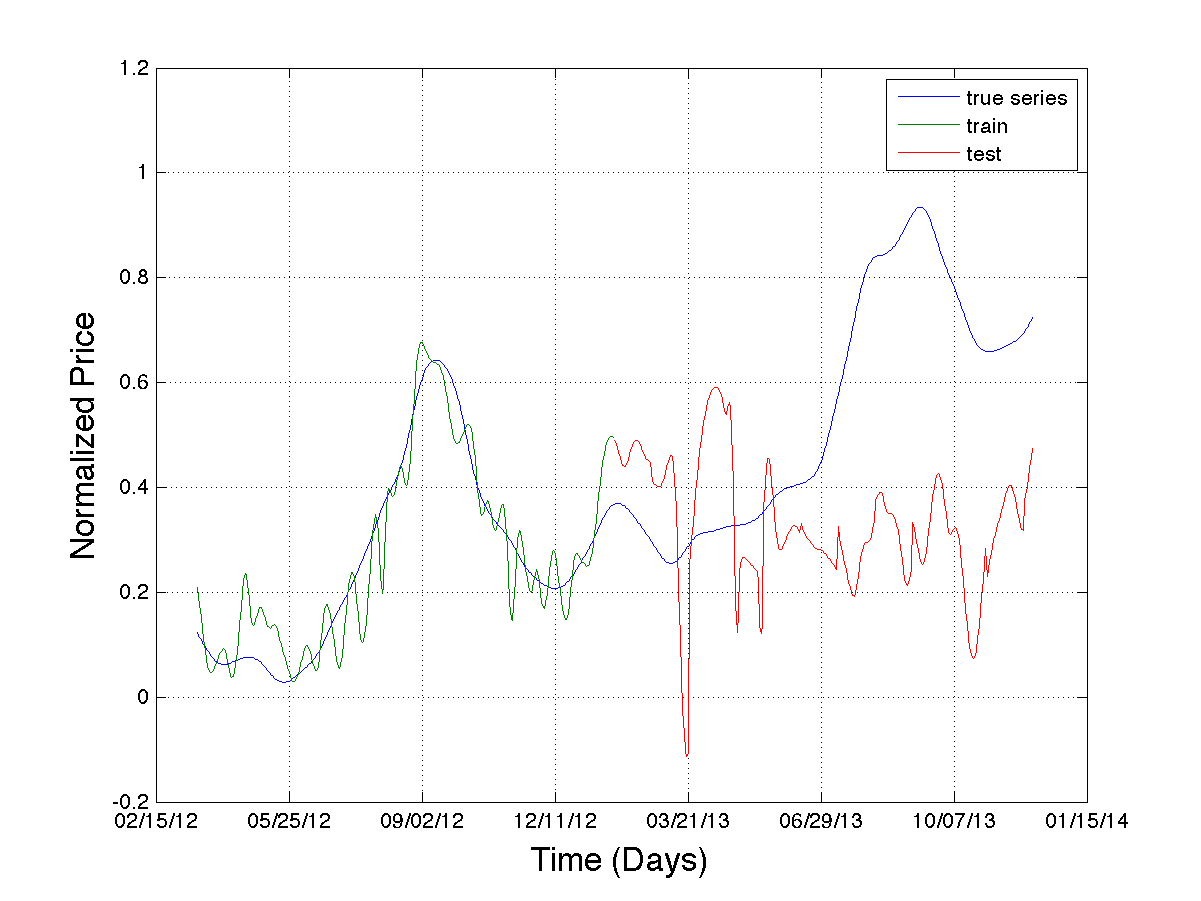 1.2
true series
train
test
1
0.8
0.6
0.4
0.2
0
-0.2
Normalized Price
02/15/12 05/25/12 09/02/12 12/11/12 03/21/13 06/29/13 10/07/13 01/15/14
Time (Days)